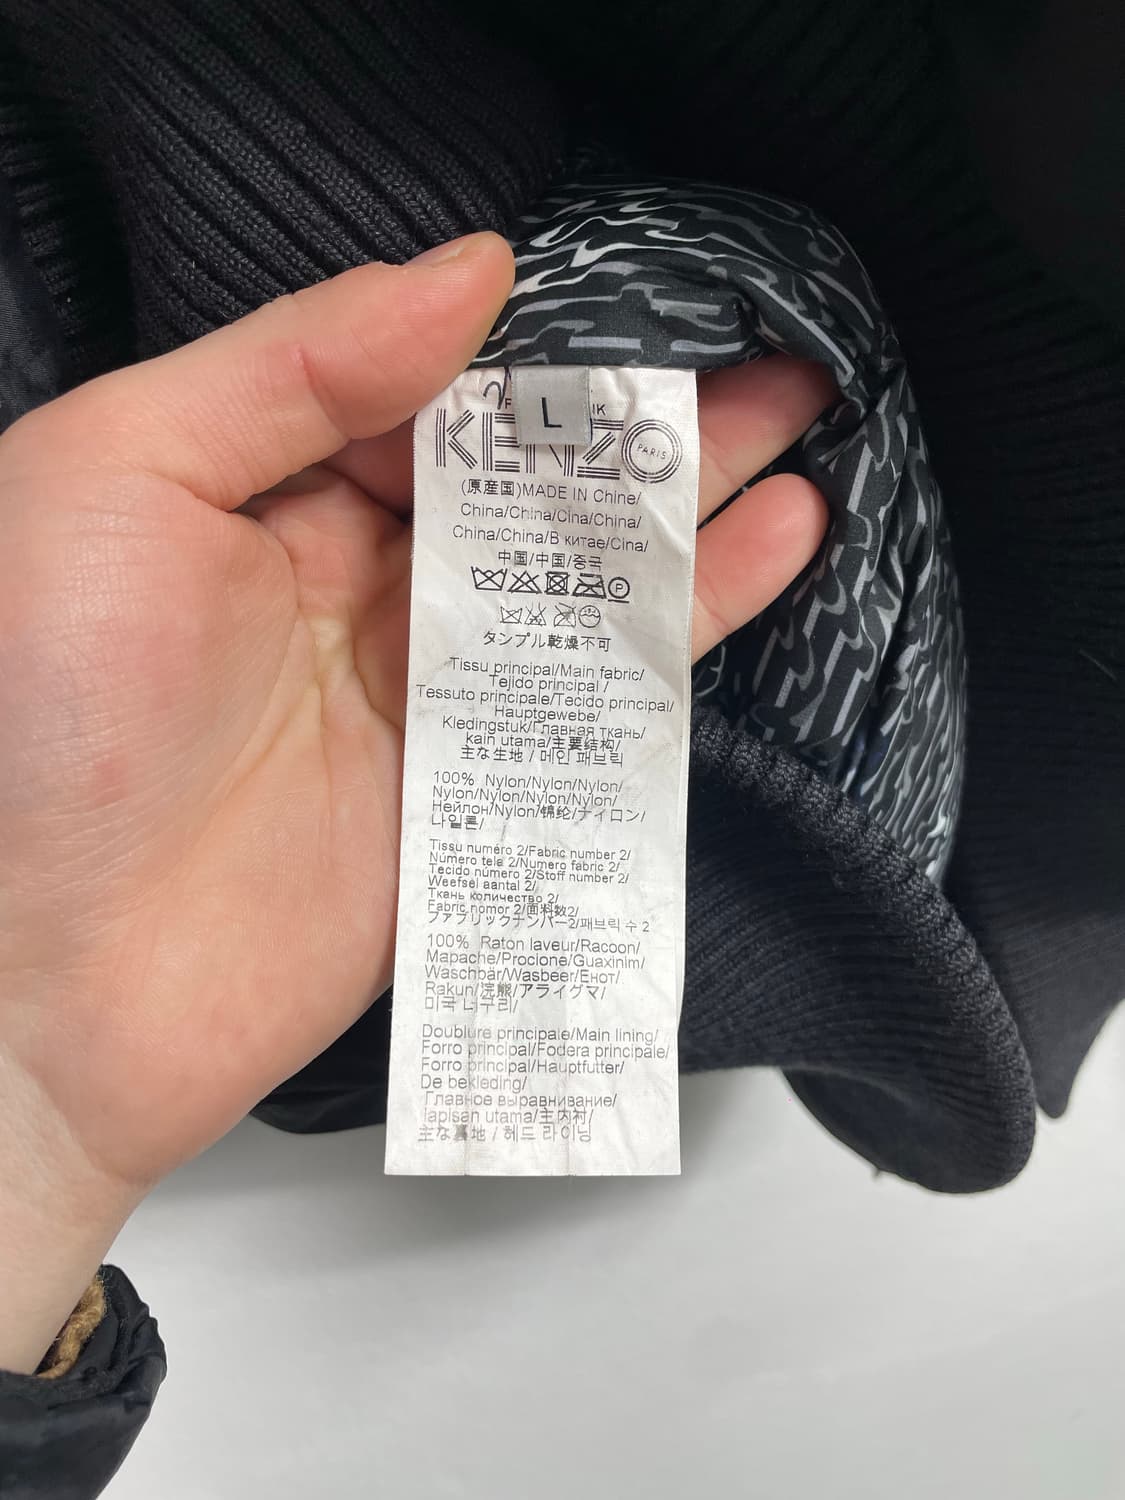 L
KENZO
PARIS
(原産国)MADE IN Chine/
China/China/Cina/China/
China/China/В китае/Cina/
中国/中国/중국
P
タンブル乾燥不可
Tissu principal/Main fabric/
Tejido principal /
Tessuto principale/Tecido principal/
Hauptgewebe/
Kledingstuk/Главная ткань/
kain utama/主要结构/
主な生地 / 메인 패브릭
100% Nylon/Nylon/Nylon/
Nylon/Nylon/Nylon/Nylon/
Нейлон/Nylon/锦纶/ナイロン/
나일론/
Tissu numéro 2/Fabric number 2/
Número tele 2/Numero fabric 2/
Tecido número 2/Stoff number 2/
Weefsel aantal 2/
Ткань количество 2/
Fabric nomor 2/面料数2/
ファブリックナンバー2/패브릭 수 2
100% Raton laveur/Racoon/
Mapache/Procione/Guaxinim/
Waschbär/Wasbeer/Енот/
Rakun/浣熊/アライグマ/
미국 너구리/
Doublure principale/Main lining/
Forro principal/Fodera principale/
Forro principal/Hauptfutter/
De bekleding/
Главное выравнивание/
lapisan utama/主内衬/
主な裏地 / 헤드 라이닝